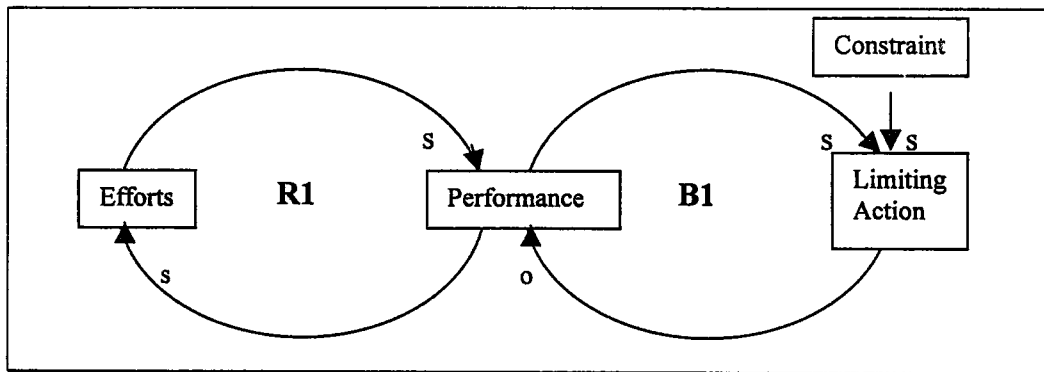 Constraint
S
S
S
Efforts
R1
Performance
B1
Limiting
Action
s
o